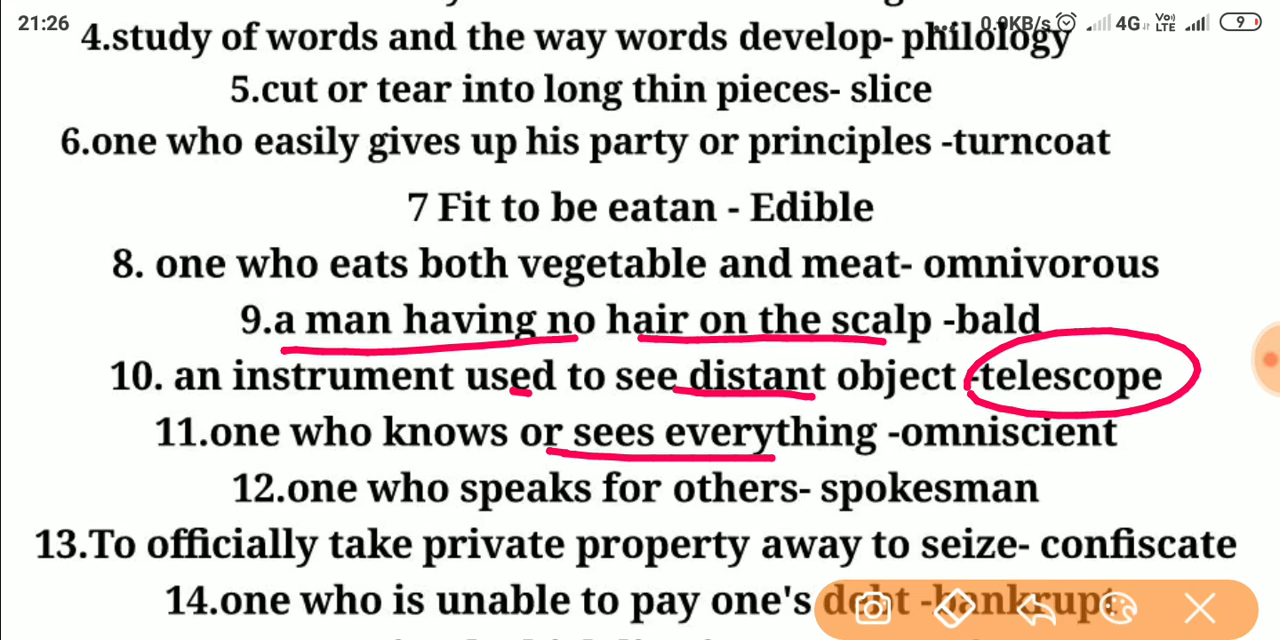 21:26 0.0KB/s 4G Vo) LTE 9
4.study of words and the way words develop- philology
5.cut or tear into long thin pieces- slice
6.one who easily gives up his party or principles -turncoat
7 Fit to be eatan - Edible
8. one who eats both vegetable and meat- omnivorous
9.a man having no hair on the scalp -bald
10. an instrument used to see distant object -telescope
11.one who knows or sees everything -omniscient
12.one who speaks for others- spokesman
13.To officially take private property away to seize- confiscate
14.one who is unable to pay one's debt -bankrupt